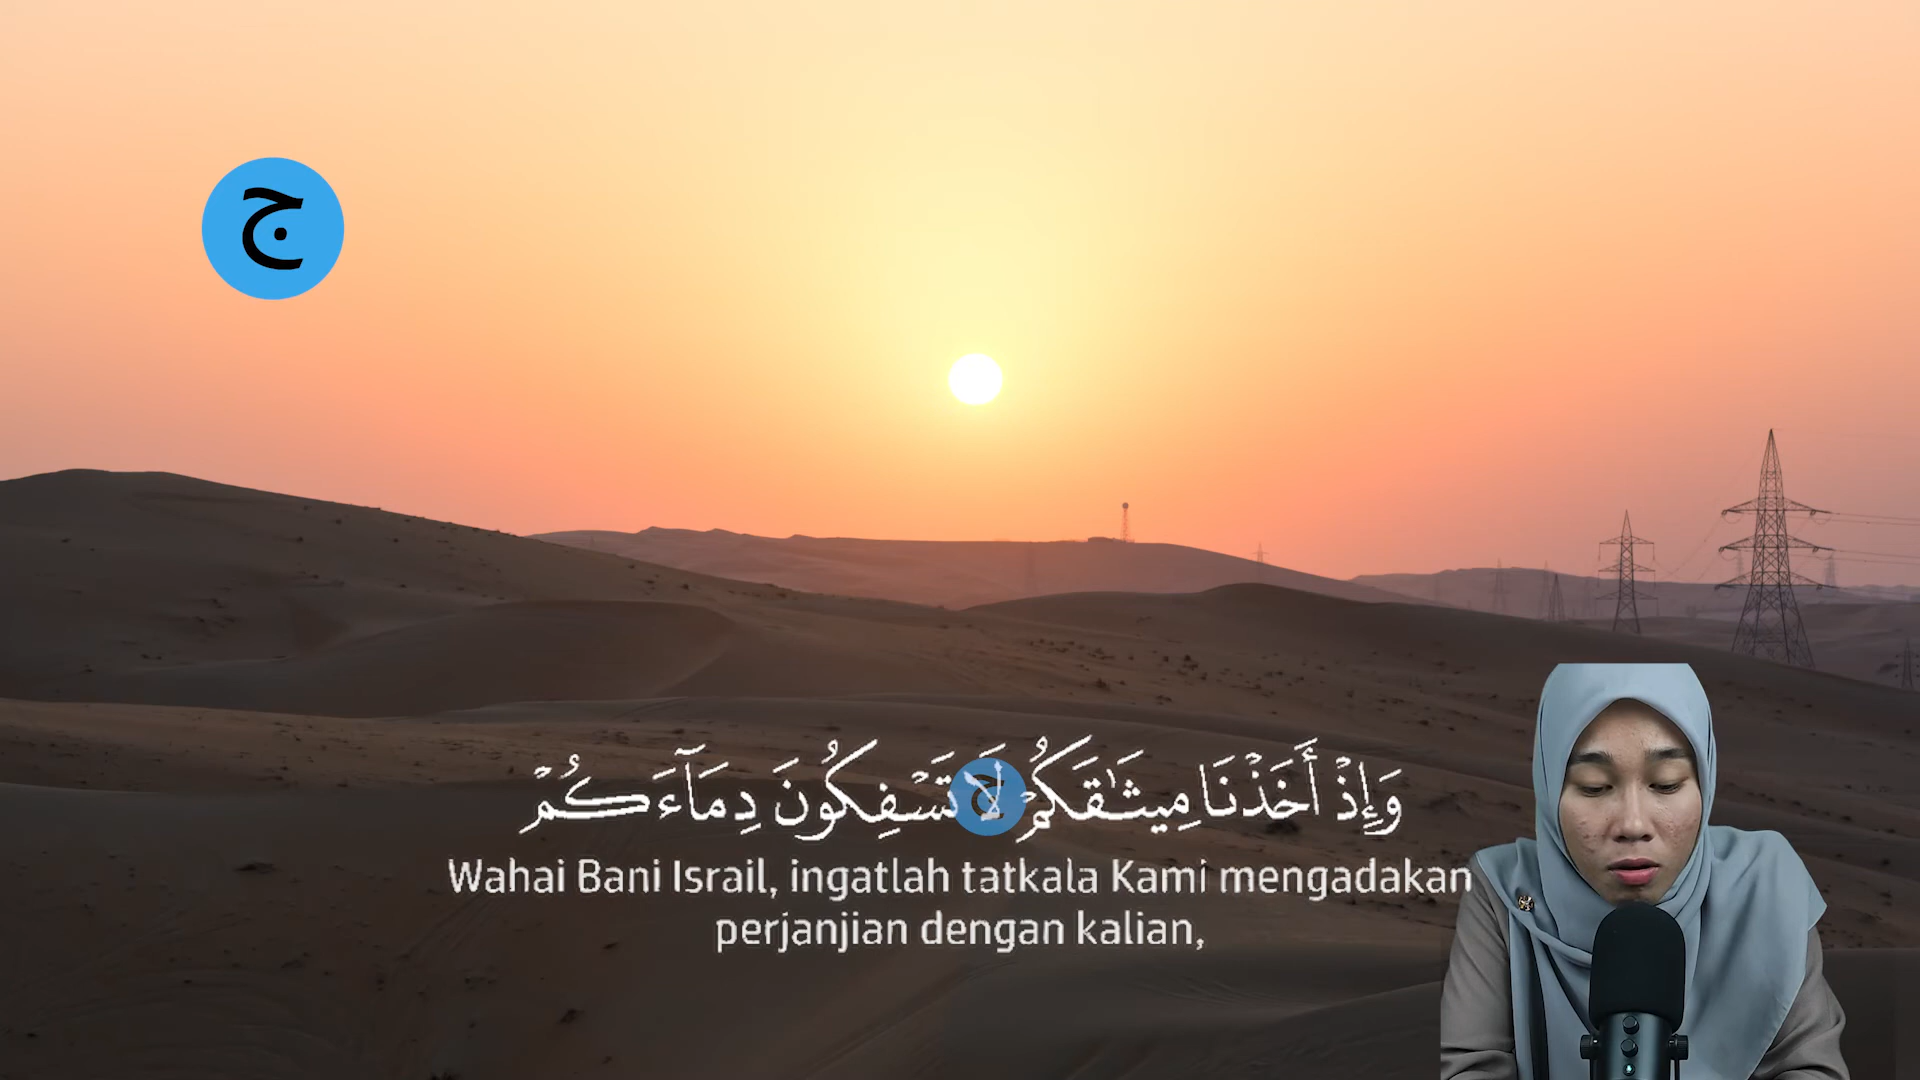 ج
وَإِذْ أَخَذْنَا مِيثَـٰقَكُمْ لَا تَسْفِكُونَ دِمَآءَكُمْ
Wahai Bani Israil, ingatlah tatkala Kami mengadakan
perjanjian dengan kalian,